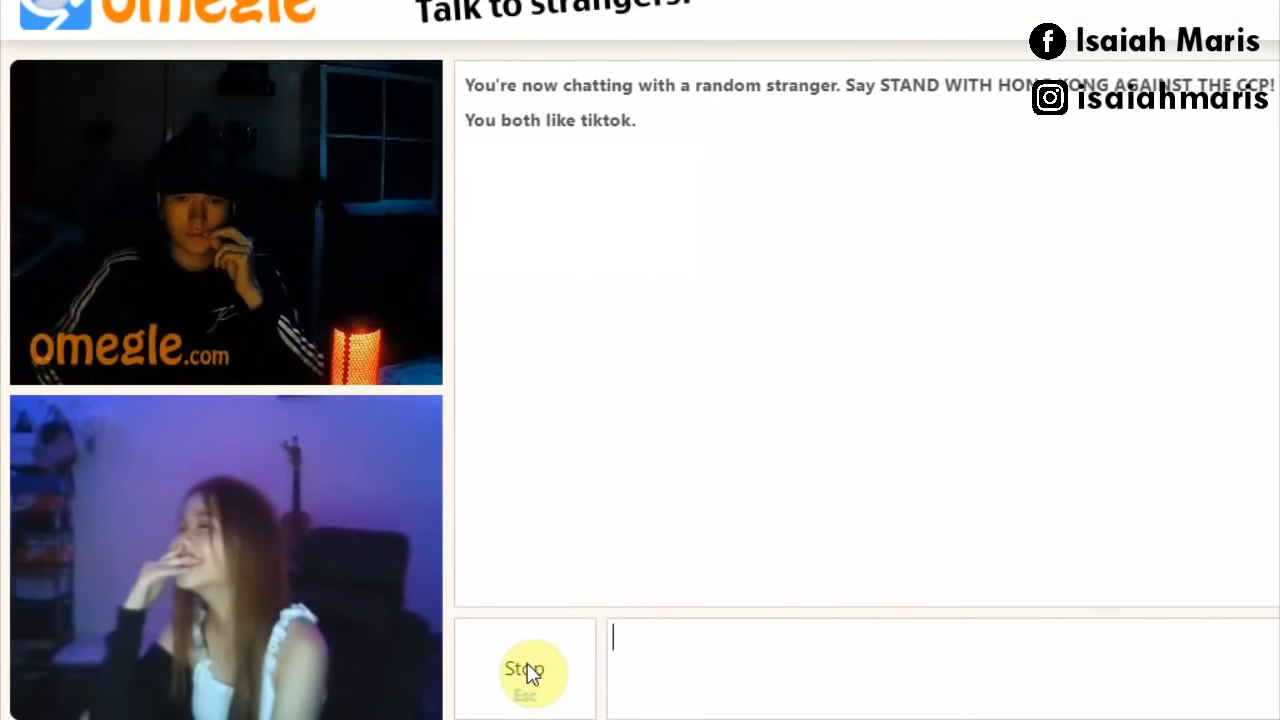 omegle
Talk to strangers!
Isaiah Maris
isaiahmaris
You're now chatting with a random stranger. Say STAND WITH HONG KONG AGAINST THE CCP!
You both like tiktok.
omegle.com
Stop
Esc